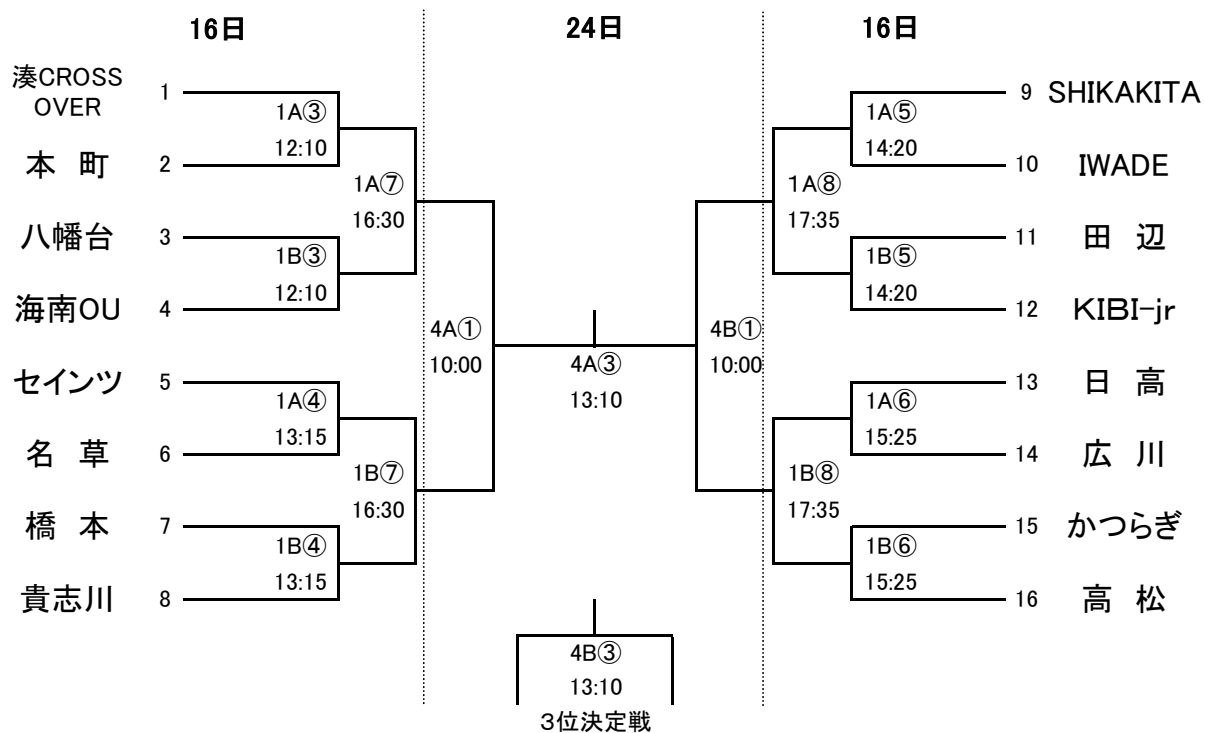 16日 24日 16日
湊CROSS
OVER 1
9 SHIKAKITA
1A③ 1A⑤
12:10 14:20
本 町 2
10 IWADE
1A⑦ 1A⑧
16:30 17:35
八幡台 3
11 田 辺
1B③ 1B⑤
12:10 14:20
海南OU 4
12 KIBI-jr
4A① 4B①
10:00 10:00
4A③
13:10
セインツ 5
13 日 高
1A④ 1A⑥
13:15 15:25
名 草 6
14 広 川
1B⑦ 1B⑧
16:30 17:35
橋 本 7
15 かつらぎ
1B④ 1B⑥
13:15 15:25
貴志川 8
16 高 松
4B③
13:10
3位決定戦